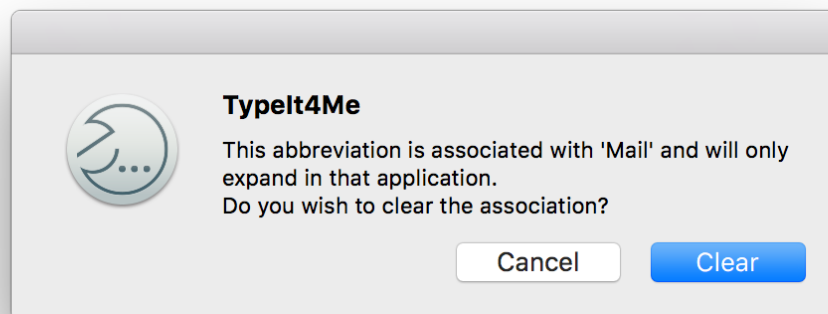 TypeIt4Me
This abbreviation is associated with 'Mail' and will only
expand in that application.
Do you wish to clear the association?
Cancel Clear